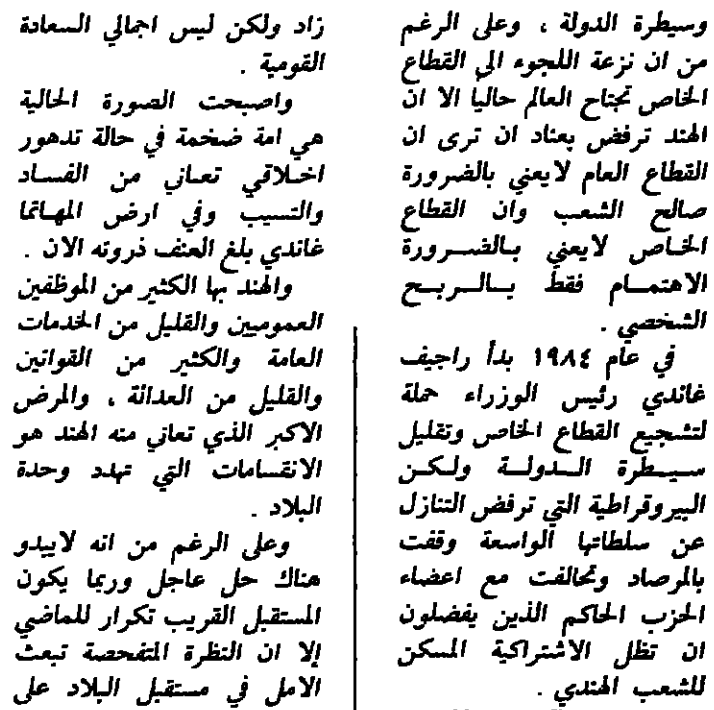 وسيطرة الدولة ، وعلى الرغم
من ان نزعة اللجوء الى القطاع
الخاص تجتاح العالم حالياً الا ان
الهند ترفض بعناد ان ترى ان
القطاع العام لايعني بالضرورة
صالح الشعب وان القطاع
الخاص لايعني بالضرورة
الاهتمام فقط بالربح
الشخصي .
في عام ١٩٨٤ بدأ راجيف
غاندي رئيس الوزراء حملة
لتشجيع القطاع الخاص وتقليل
سيطرة الدولة ولكن
البيروقراطية التي ترفض التنازل
عن سلطاتها الواسعة وقفت
بالمرصاد وتحالفت مع اعضاء
الحزب الحاكم الذين يفضلون
ان تظل الاشتراكية المسكن
للشعب الهندي .
زاد ولكن ليس اجمالي السعادة
القومية .
واصبحت الصورة الحالية
هي امة ضخمة في حالة تدهور
اخلاقي تعاني من الفساد
والتسيب وفي ارض المهاتما
غاندي بلغ العنف ذروته الان .
والهند بها الكثير من الموظفين
العموميين والقليل من الخدمات
العامة والكثير من القوانين
والقليل من العدالة ، والمرض
الاكبر الذي تعاني منه الهند هو
الانقسامات التي تهدد وحدة
البلاد .
وعلى الرغم من انه لايبدو
هناك حل عاجل وربما يكون
المستقبل القريب تكرار للماضي
إلا ان النظرة المتفحصة تبعث
الامل في مستقبل البلاد على